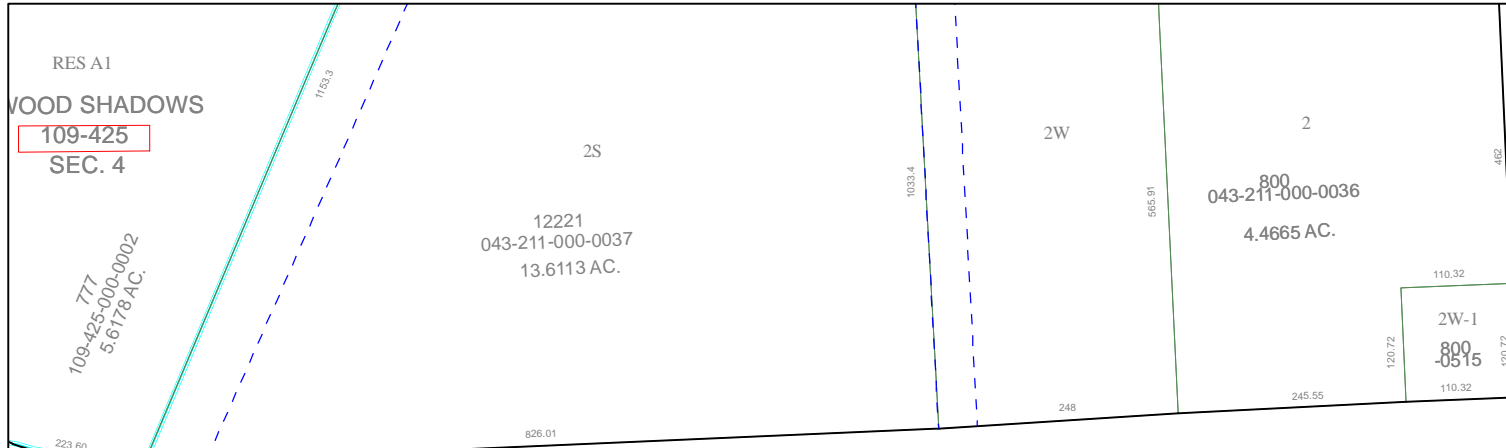 RES A1
WOOD SHADOWS
109-425
SEC. 4
777
109-425-000-0002
5.6178 AC.
223.60
1153.3
2S
12221
043-211-000-0037
13.6113 AC.
826.01
1033.4
2W
248
565.91
2
800
043-211-000-0036
4.4665 AC.
462
245.55
110.32
2W-1
800
-0515
120.72
120.72
110.32